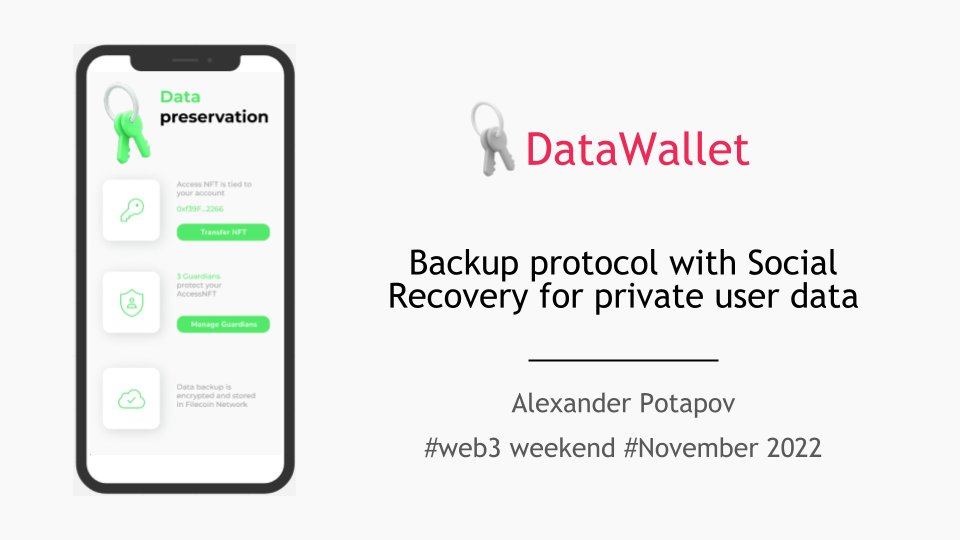 Data
preservation
Access NFT is tied to
your account
0xf39F...2266
Transfer NFT
3 Guardians
protect your
AccessNFT
Manage Guardians
Data backup is
encrypted and stored
in Filecoin Network
DataWallet
Backup protocol with Social
Recovery for private user data
Alexander Potapov
#web3 weekend #November 2022